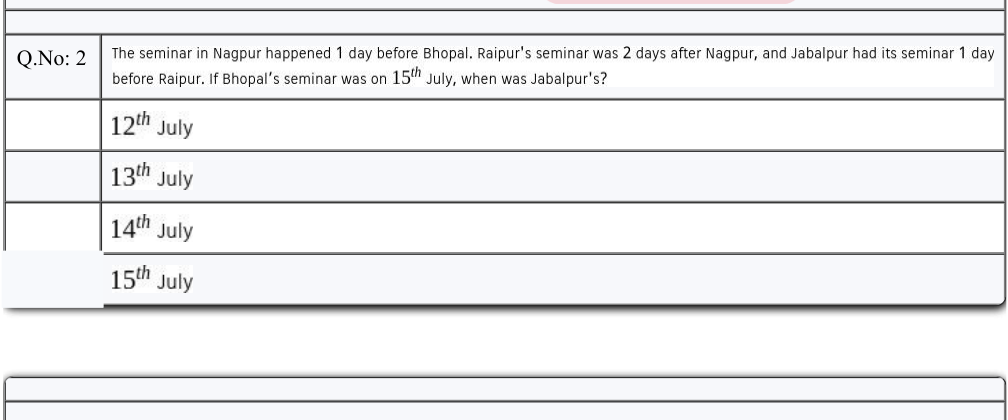 Q.No: 2
The seminar in Nagpur happened 1 day before Bhopal. Raipur's seminar was 2 days after Nagpur, and Jabalpur had its seminar 1 day
before Raipur. If Bhopal's seminar was on 15th July, when was Jabalpur's?
12th July
13th July
14th July
15th July